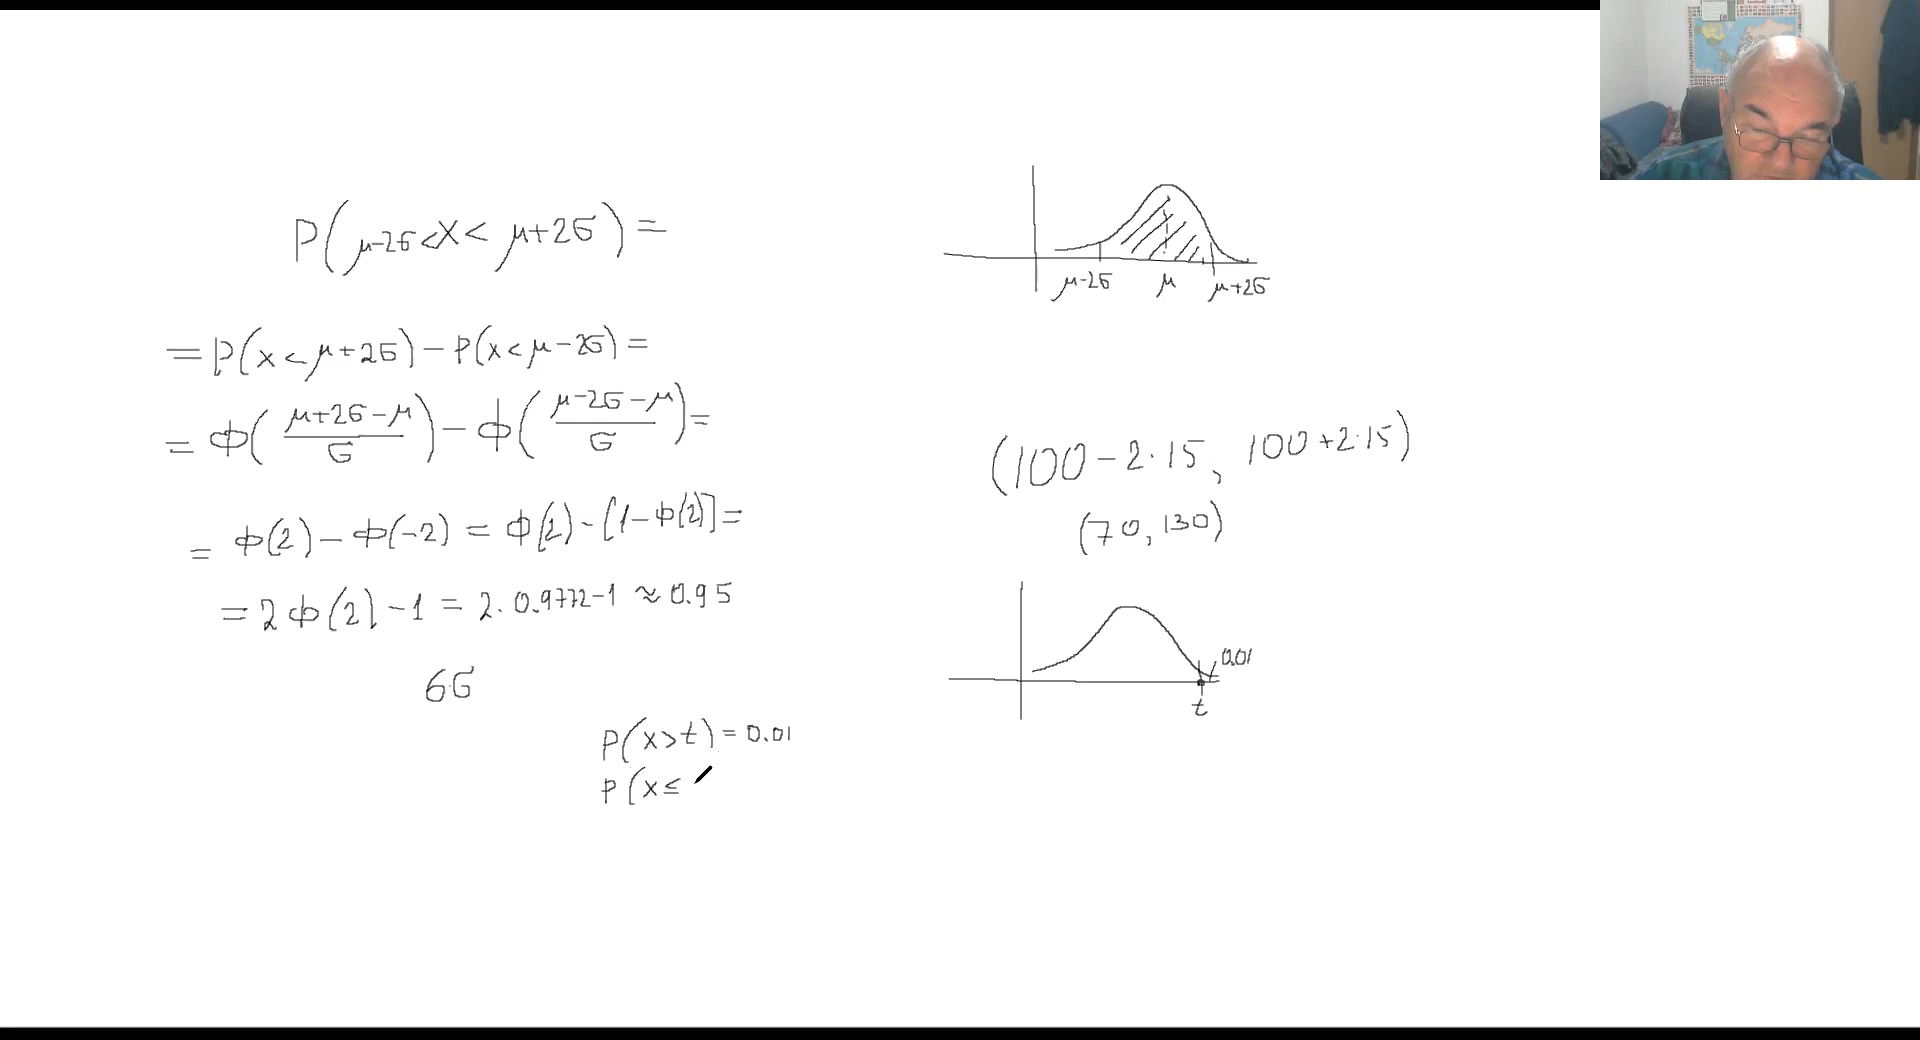 P(μ-2σ<X< μ+2σ) =
= P(x<μ+2σ) - P(x<μ-2σ) =
= Φ( (μ+2σ-μ)/σ ) - Φ( (μ-2σ-μ)/σ ) =
= Φ(2) - Φ(-2) = Φ(2) - [1-Φ(2)] =
= 2Φ(2) - 1 = 2·0.9772-1 ≈ 0.95
6σ
P(x>t) = 0.01
P(x≤
μ-2σ μ μ+2σ
(100-2·15, 100+2·15)
(70, 130)
0.01
t